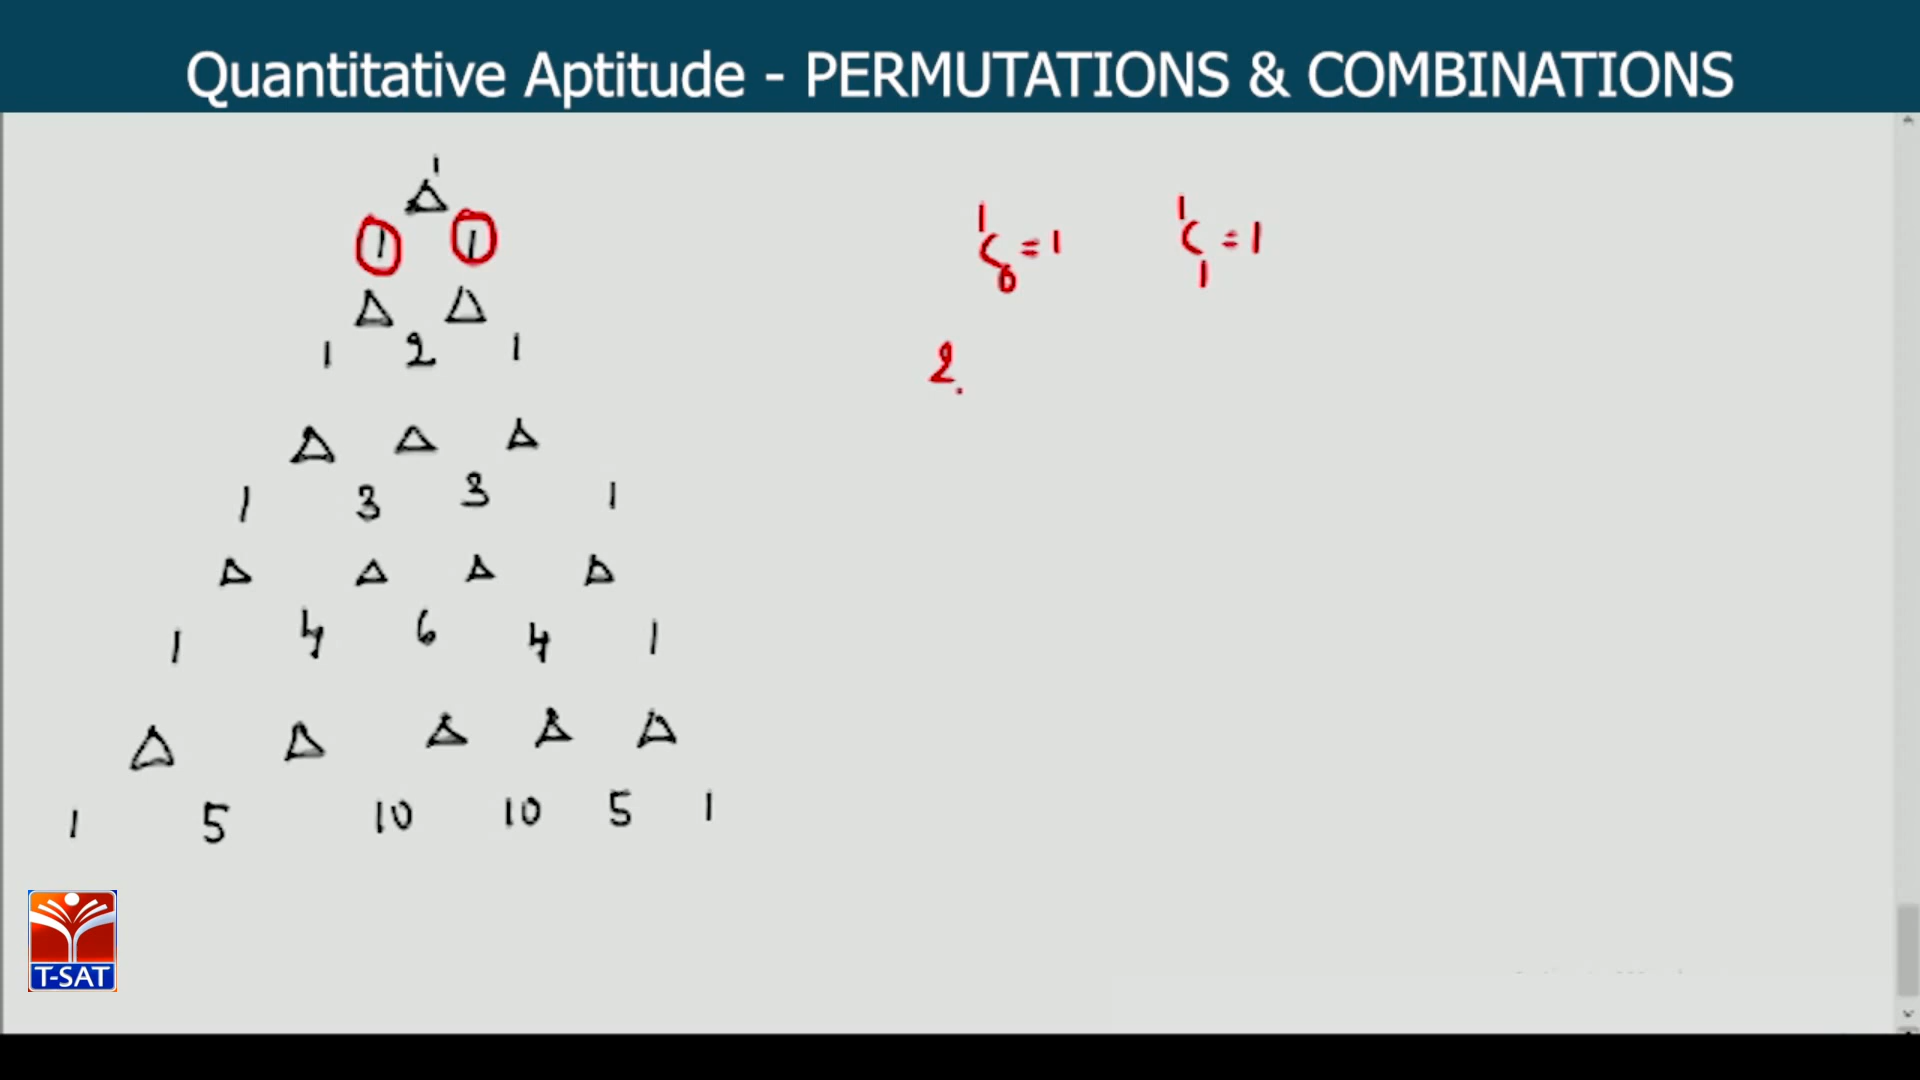 Quantitative Aptitude - PERMUTATIONS & COMBINATIONS
1
1 1
1 2 1
1 3 3 1
1 4 6 4 1
1 5 10 10 5 1
¹C₀ = 1 ¹C₁ = 1
2
T-SAT